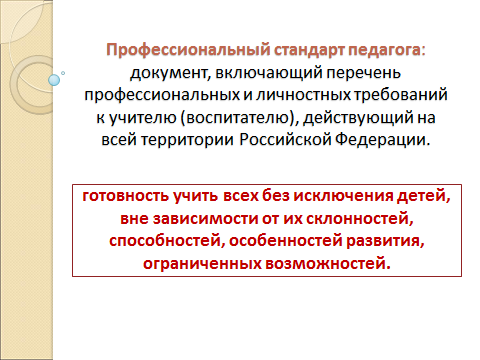 Профессиональный стандарт педагога:
документ, включающий перечень
профессиональных и личностных требований
к учителю (воспитателю), действующий на
всей территории Российской Федерации.
готовность учить всех без исключения детей,
вне зависимости от их склонностей,
способностей, особенностей развития,
ограниченных возможностей.